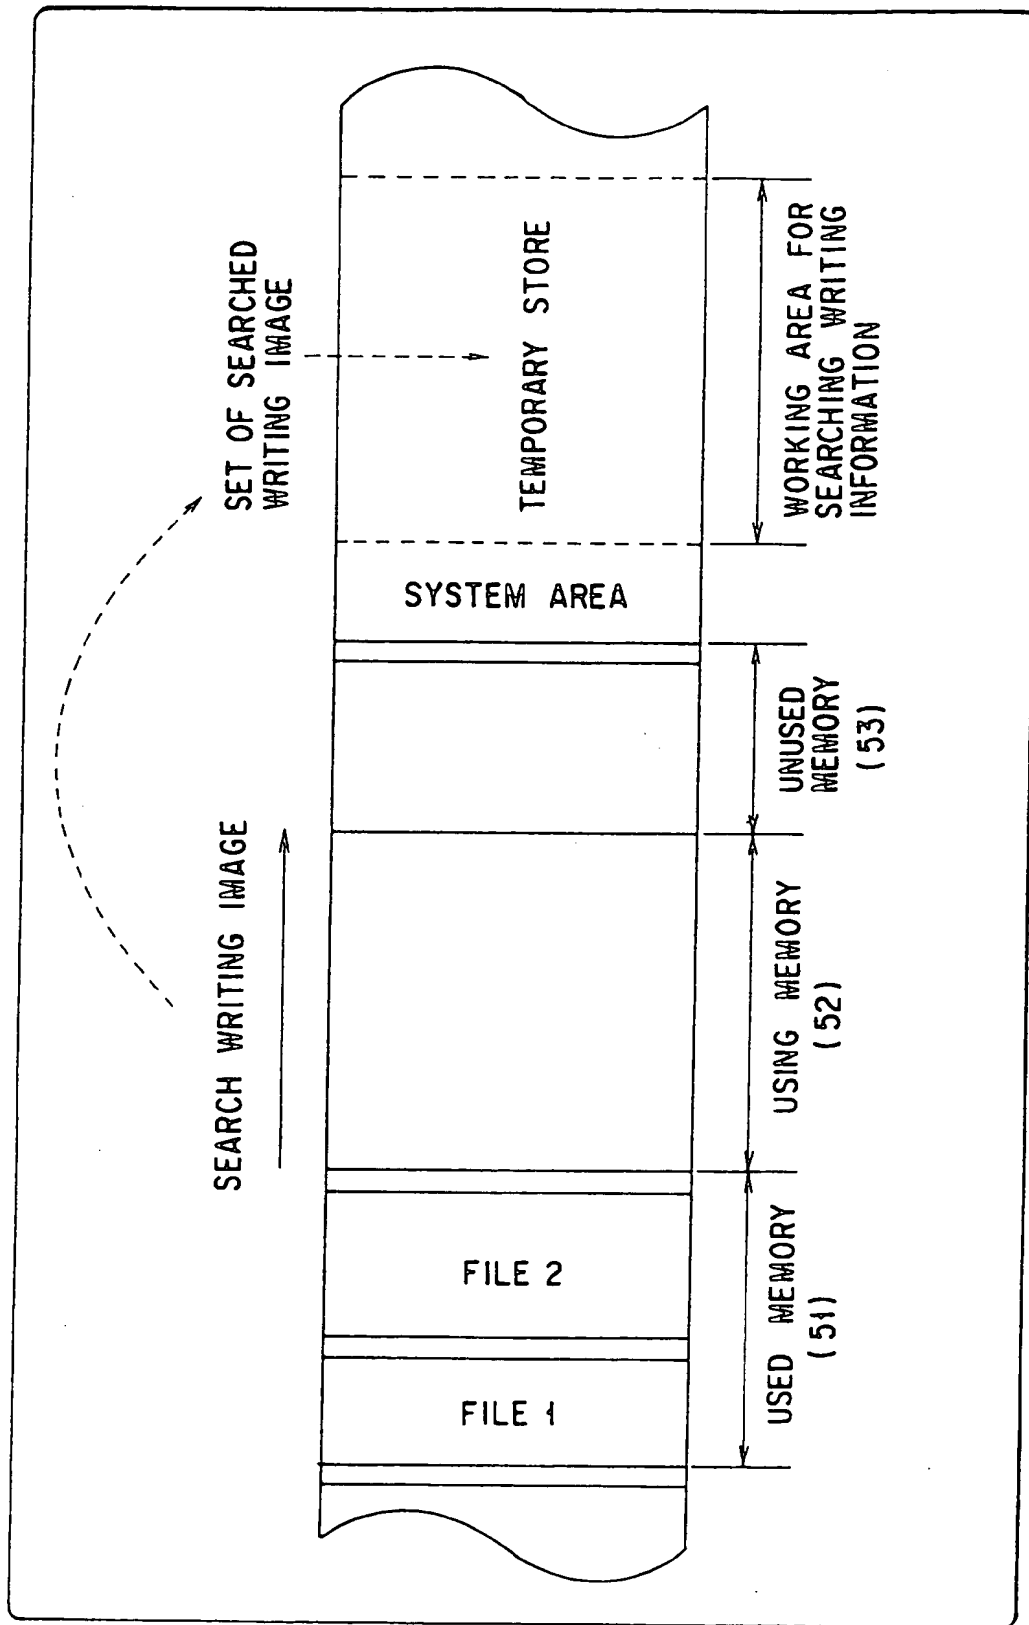 SEARCH WRITING IMAGE
SET OF SEARCHED
WRITING IMAGE
FILE 1
FILE 2
SYSTEM AREA
TEMPORARY STORE
USED MEMORY
(51)
USING MEMORY
(52)
UNUSED
MEMORY
(53)
WORKING AREA FOR
SEARCHING WRITING
INFORMATION